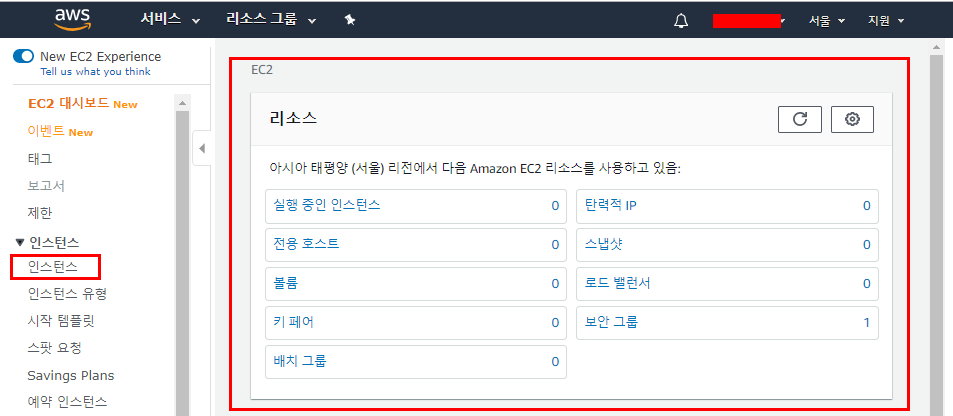 aws 서비스 리소스 그룹 서울 지원
New EC2 Experience
Tell us what you think
EC2 대시보드 New
이벤트 New
태그
보고서
제한
인스턴스
인스턴스
인스턴스 유형
시작 템플릿
스팟 요청
Savings Plans
예약 인스턴스
EC2
리소스
아시아 태평양 (서울) 리전에서 다음 Amazon EC2 리소스를 사용하고 있음:
실행 중인 인스턴스 0 탄력적 IP 0
전용 호스트 0 스냅샷 0
볼륨 0 로드 밸런서 0
키 페어 0 보안 그룹 1
배치 그룹 0